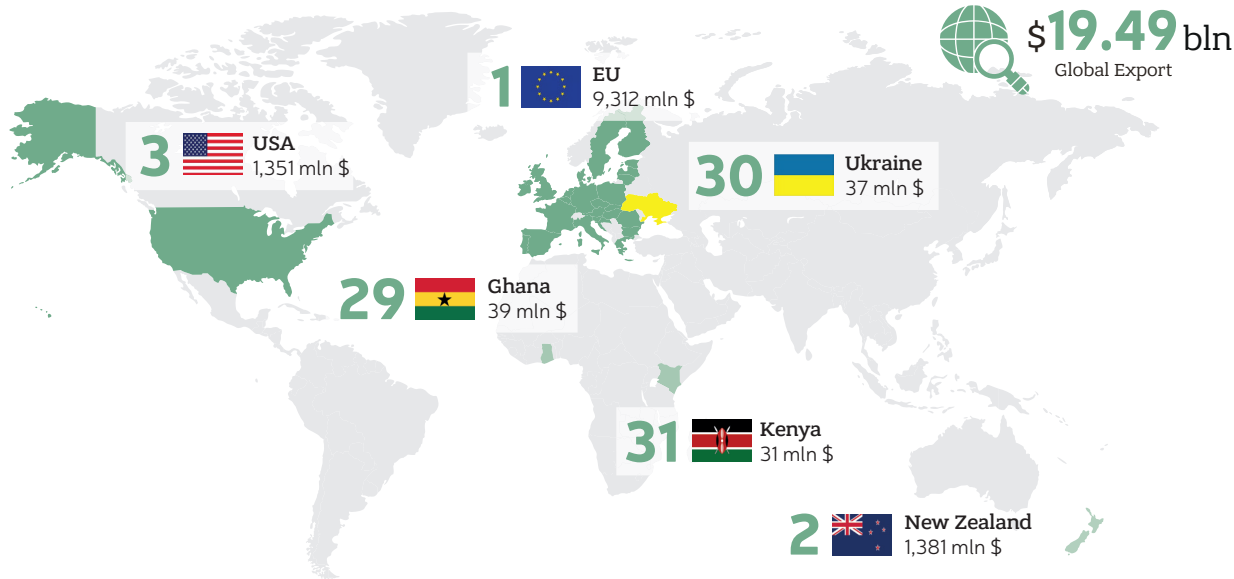 $19.49 bln
Global Export
1
EU
9,312 mln $
3
USA
1,351 mln $
30
Ukraine
37 mln $
29
Ghana
39 mln $
31
Kenya
31 mln $
2
New Zealand
1,381 mln $